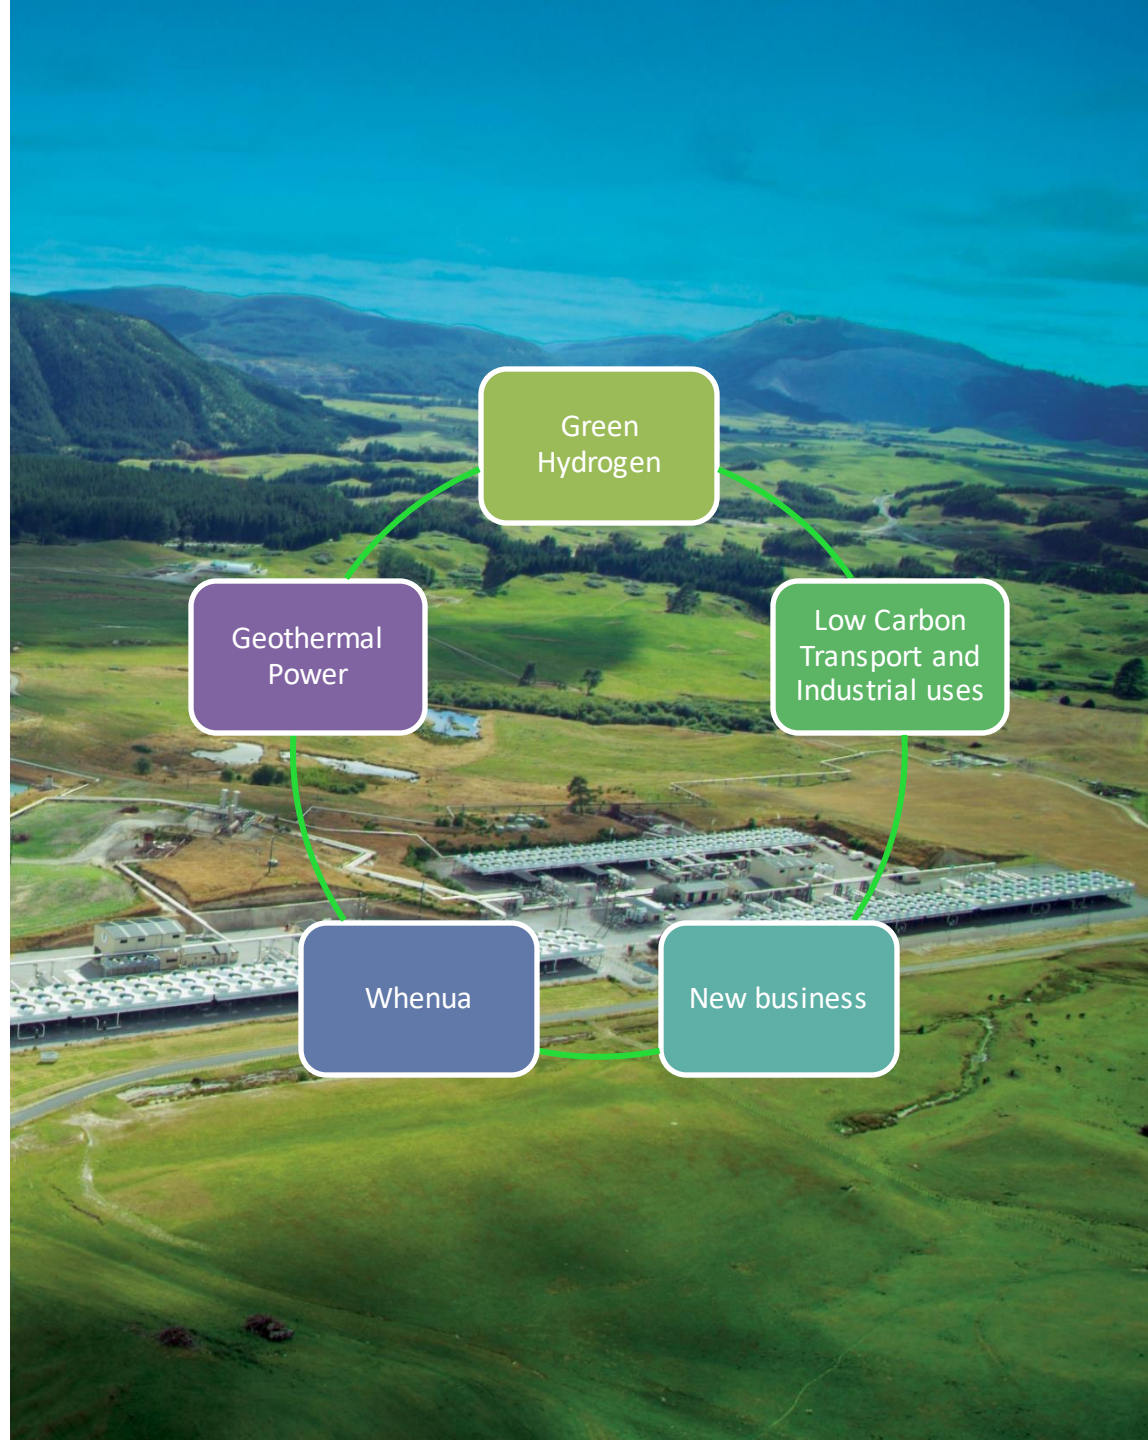 Green
Hydrogen
Low Carbon
Transport and
Industrial uses
New business
Whenua
Geothermal
Power